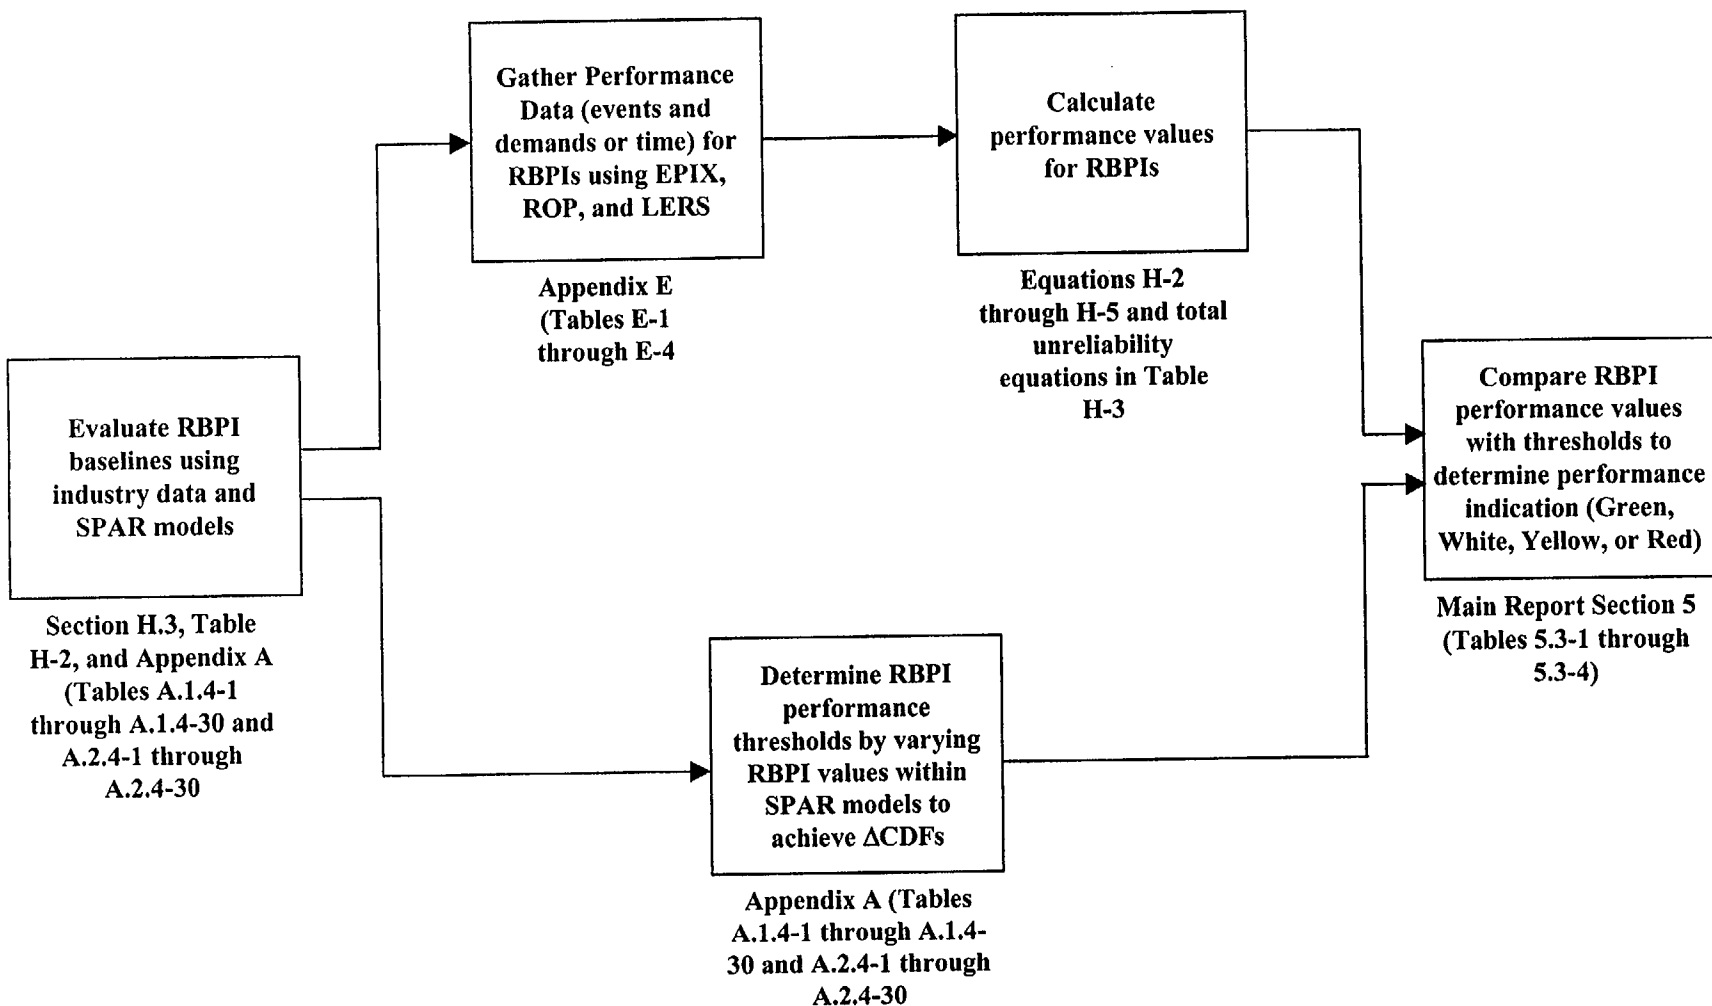 Evaluate RBPI
baselines using
industry data and
SPAR models
Section H.3, Table
H-2, and Appendix A
(Tables A.1.4-1
through A.1.4-30 and
A.2.4-1 through
A.2.4-30
Gather Performance
Data (events and
demands or time) for
RBPIs using EPIX,
ROP, and LERS
Appendix E
(Tables E-1
through E-4
Calculate
performance values
for RBPIs
Equations H-2
through H-5 and total
unreliability
equations in Table
H-3
Determine RBPI
performance
thresholds by varying
RBPI values within
SPAR models to
achieve ΔCDFs
Appendix A (Tables
A.1.4-1 through A.1.4-
30 and A.2.4-1 through
A.2.4-30
Compare RBPI
performance values
with thresholds to
determine performance
indication (Green,
White, Yellow, or Red)
Main Report Section 5
(Tables 5.3-1 through
5.3-4)